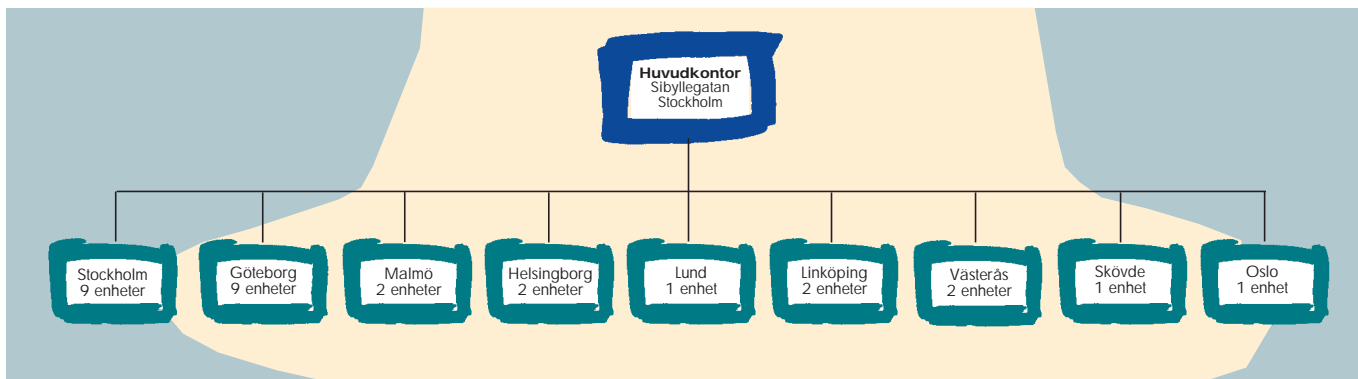 Huvudkontor
Sibyllegatan
Stockholm
Stockholm
9 enheter
Göteborg
9 enheter
Malmö
2 enheter
Helsingborg
2 enheter
Lund
1 enhet
Linköping
2 enheter
Västerås
2 enheter
Skövde
1 enhet
Oslo
1 enhet